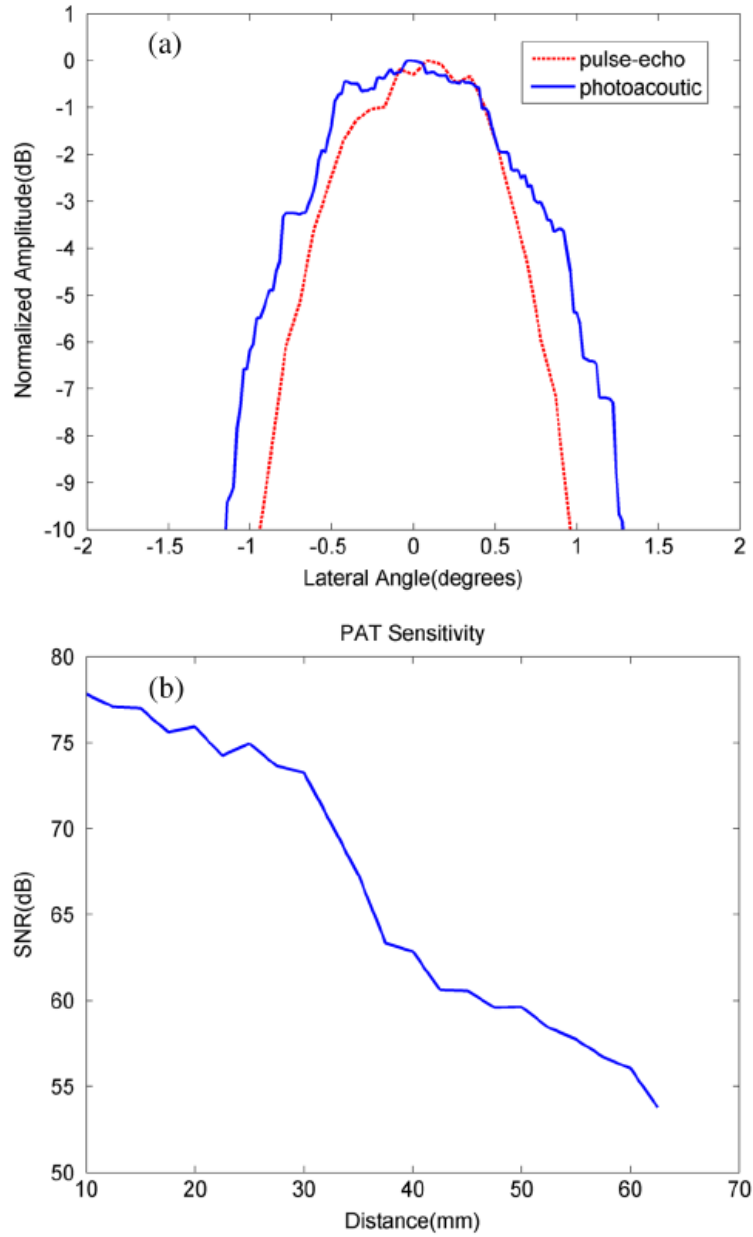 (a)
1
0
-1
-2
-3
-4
-5
-6
-7
-8
-9
-10
Normalized Amplitude(dB)
pulse-echo
photoacoutic
-2 -1.5 -1 -0.5 0 0.5 1 1.5 2
Lateral Angle(degrees)
PAT Sensitivity
(b)
80
75
70
65
60
55
50
SNR(dB)
10 20 30 40 50 60 70
Distance(mm)